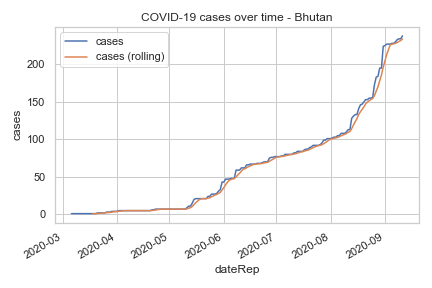 COVID-19 cases over time - Bhutan
cases
cases (rolling)
cases
200
150
100
50
0
2020-03
2020-04
2020-05
2020-06
2020-07
2020-08
2020-09
dateRep